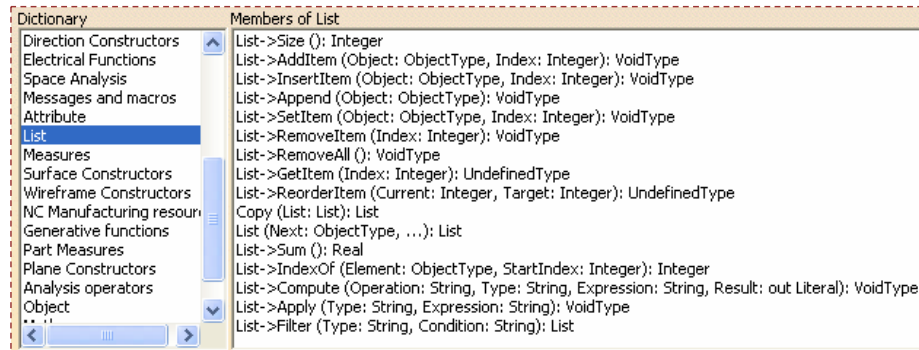 Dictionary
Direction Constructors
Electrical Functions
Space Analysis
Messages and macros
Attribute
List
Measures
Surface Constructors
Wireframe Constructors
NC Manufacturing resour
Generative functions
Part Measures
Plane Constructors
Analysis operators
Object
Members of List
List->Size (): Integer
List->AddItem (Object: ObjectType, Index: Integer): VoidType
List->InsertItem (Object: ObjectType, Index: Integer): VoidType
List->Append (Object: ObjectType): VoidType
List->SetItem (Object: ObjectType, Index: Integer): VoidType
List->RemoveItem (Index: Integer): VoidType
List->RemoveAll (): VoidType
List->GetItem (Index: Integer): UndefinedType
List->ReorderItem (Current: Integer, Target: Integer): UndefinedType
Copy (List: List): List
List (Next: ObjectType, ...): List
List->Sum (): Real
List->IndexOf (Element: ObjectType, StartIndex: Integer): Integer
List->Compute (Operation: String, Type: String, Expression: String, Result: out Literal): VoidType
List->Apply (Type: String, Expression: String): VoidType
List->Filter (Type: String, Condition: String): List